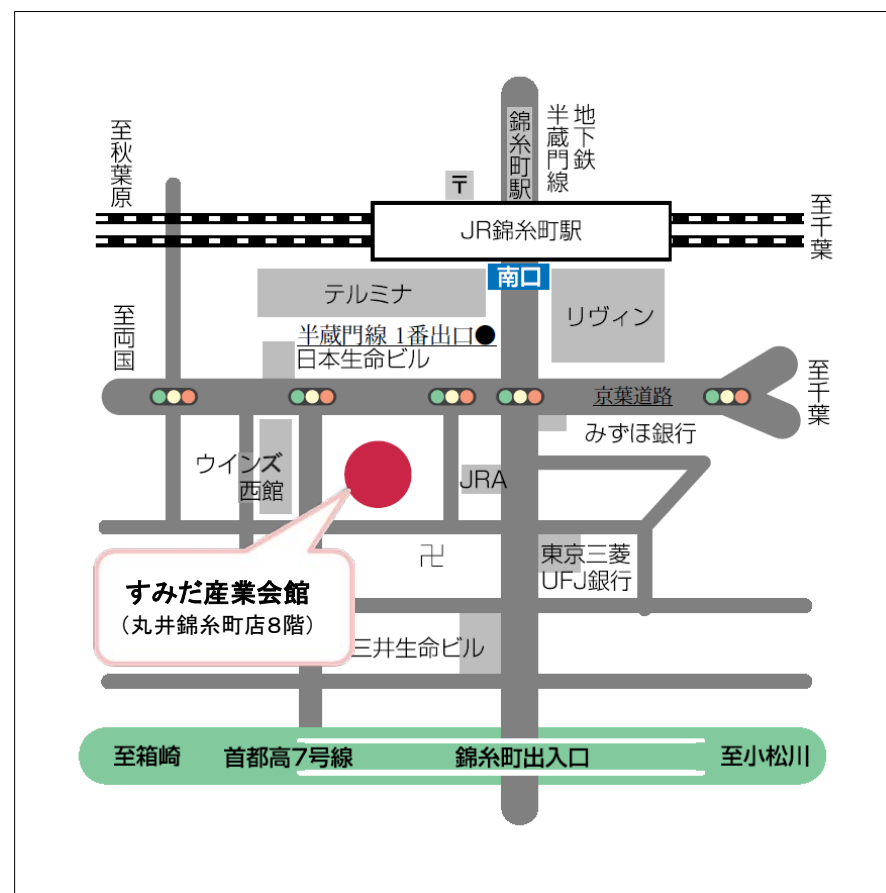 至秋葉原
錦糸町駅
地下鉄
半蔵門線
〒
JR錦糸町駅
至千葉
南口
テルミナ
リヴィン
至両国
半蔵門線 1番出口●
日本生命ビル
京葉道路
至千葉
みずほ銀行
ウインズ
西館
JRA
卍
東京三菱
UFJ銀行
すみだ産業会館
（丸井錦糸町店8階）
三井生命ビル
至箱崎
首都高7号線
錦糸町出入口
至小松川